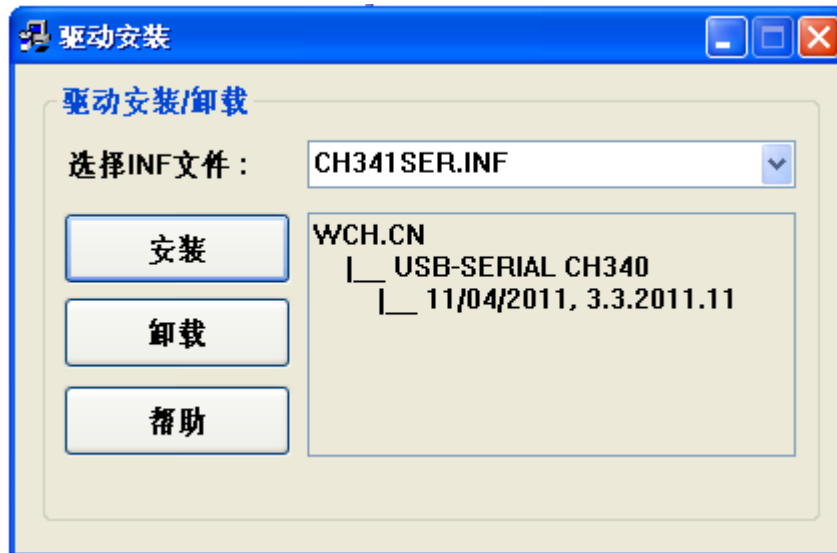 驱动安装
驱动安装/卸载
选择INF文件： CH341SER.INF
安装
卸载
帮助
WCH.CN
|__ USB-SERIAL CH340
|__ 11/04/2011, 3.3.2011.11